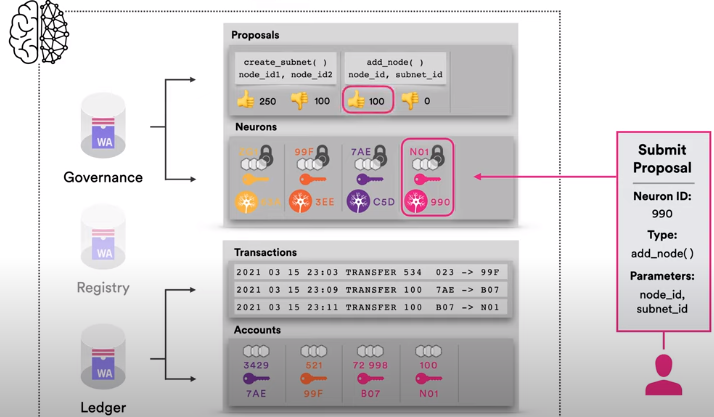 Proposals
create_subnet( )
node_id1, node_id2
add_node( )
node_id, subnet_id
250
100
100
0
WA
Governance
Neurons
99F
7AE
N01
3EE
C5D
990
Submit
Proposal
Neuron ID:
990
Type:
add_node( )
Parameters:
node_id,
subnet_id
WA
Registry
Transactions
2021 03 15 23:03 TRANSFER 534 023 -> 99F
2021 03 15 23:09 TRANSFER 100 7AE -> B07
2021 03 15 23:11 TRANSFER 100 B07 -> N01
WA
Ledger
Accounts
3429
521
72 998
100
7AE
99F
B07
N01